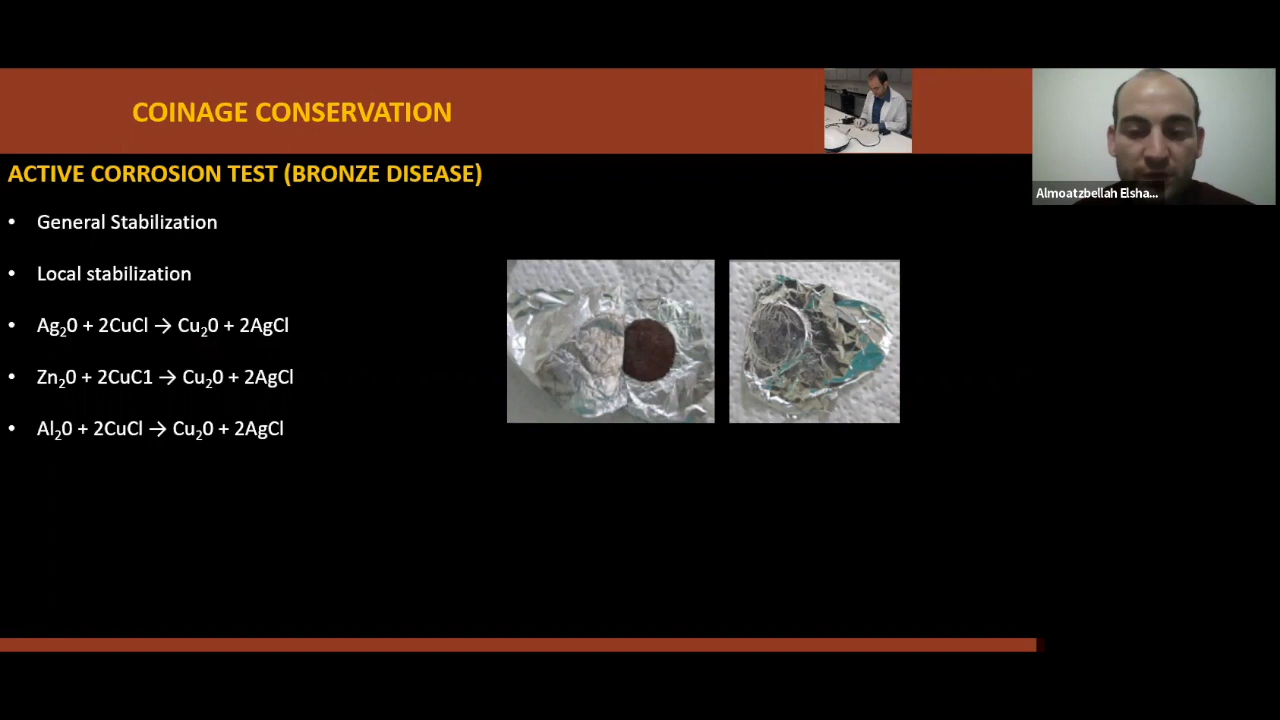 COINAGE CONSERVATION
Almoatzbellah Elsha...
ACTIVE CORROSION TEST (BRONZE DISEASE)
• General Stabilization
• Local stabilization
• Ag₂0 + 2CuCl → Cu₂0 + 2AgCl
• Zn₂0 + 2CuC1 → Cu₂0 + 2AgCl
• Al₂0 + 2CuCl → Cu₂0 + 2AgCl